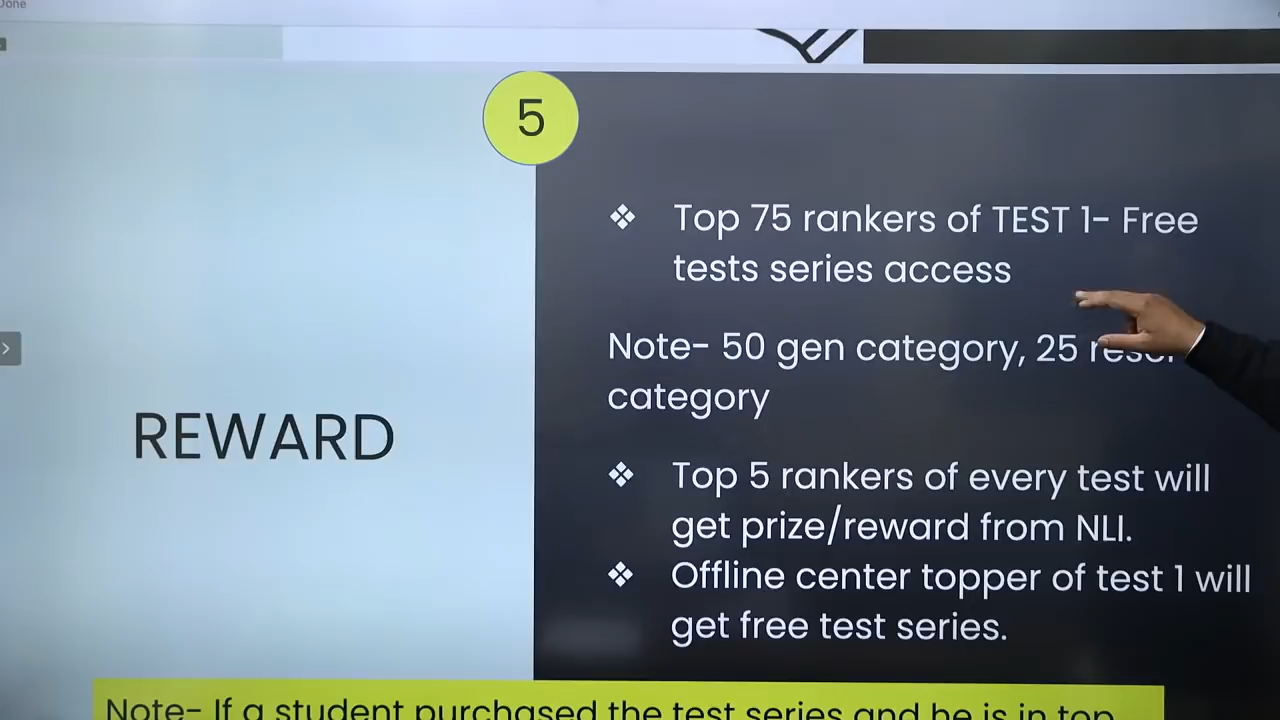 Done
5
❖ Top 75 rankers of TEST 1- Free
tests series access
Note- 50 gen category, 25
category
REWARD
❖ Top 5 rankers of every test will
get prize/reward from NLI.
❖ Offline center topper of test 1 will
get free test series.
Note- If a student purchased the test series and he is in top